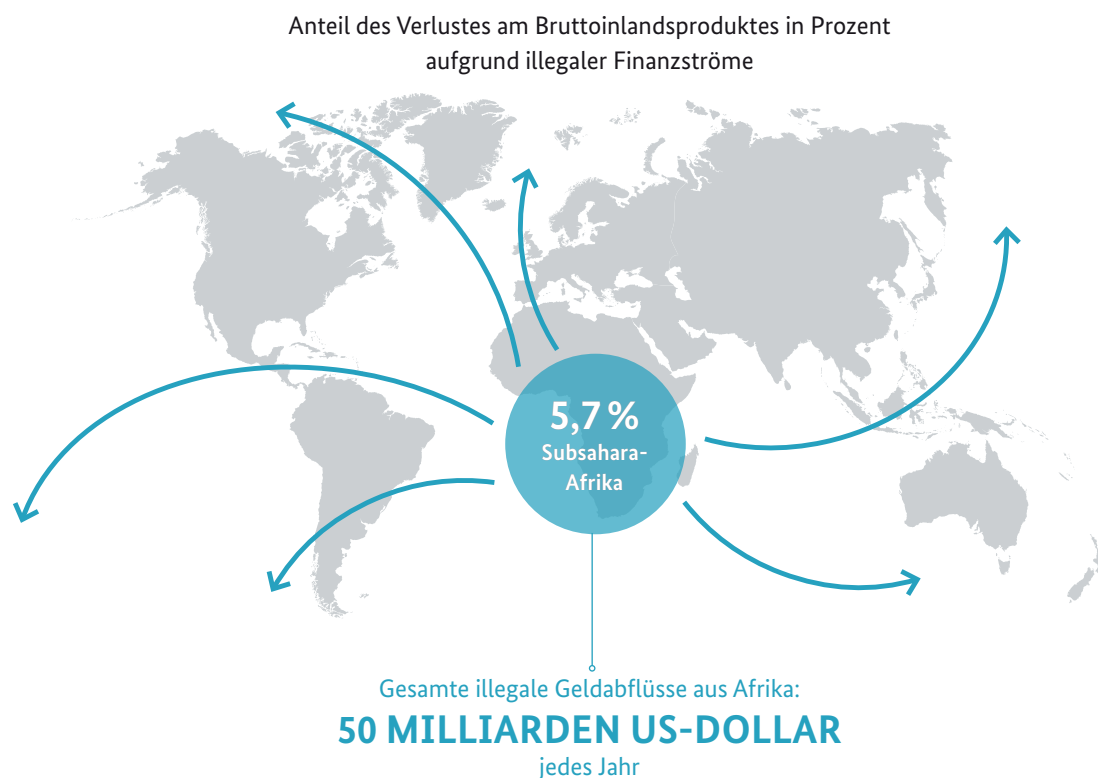 Anteil des Verlustes am Bruttoinlandsproduktes in Prozent
aufgrund illegaler Finanzströme
5,7 %
Subsahara-
Afrika
Gesamte illegale Geldabflüsse aus Afrika:
50 MILLIARDEN US-DOLLAR
jedes Jahr